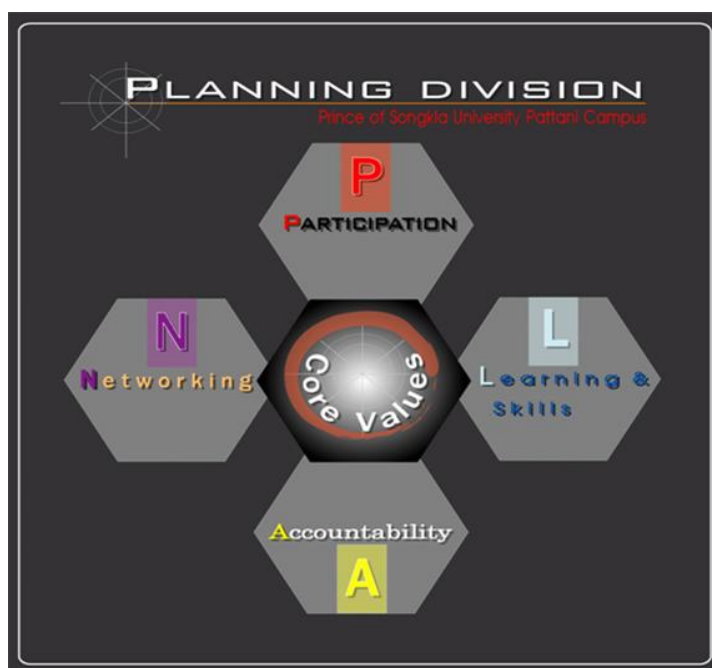 PLANNING DIVISION
Prince of Songkla University Pattani Campus
P
PARTICIPATION
N
Networking
Core Values
L
Learning &
Skills
Accountability
A